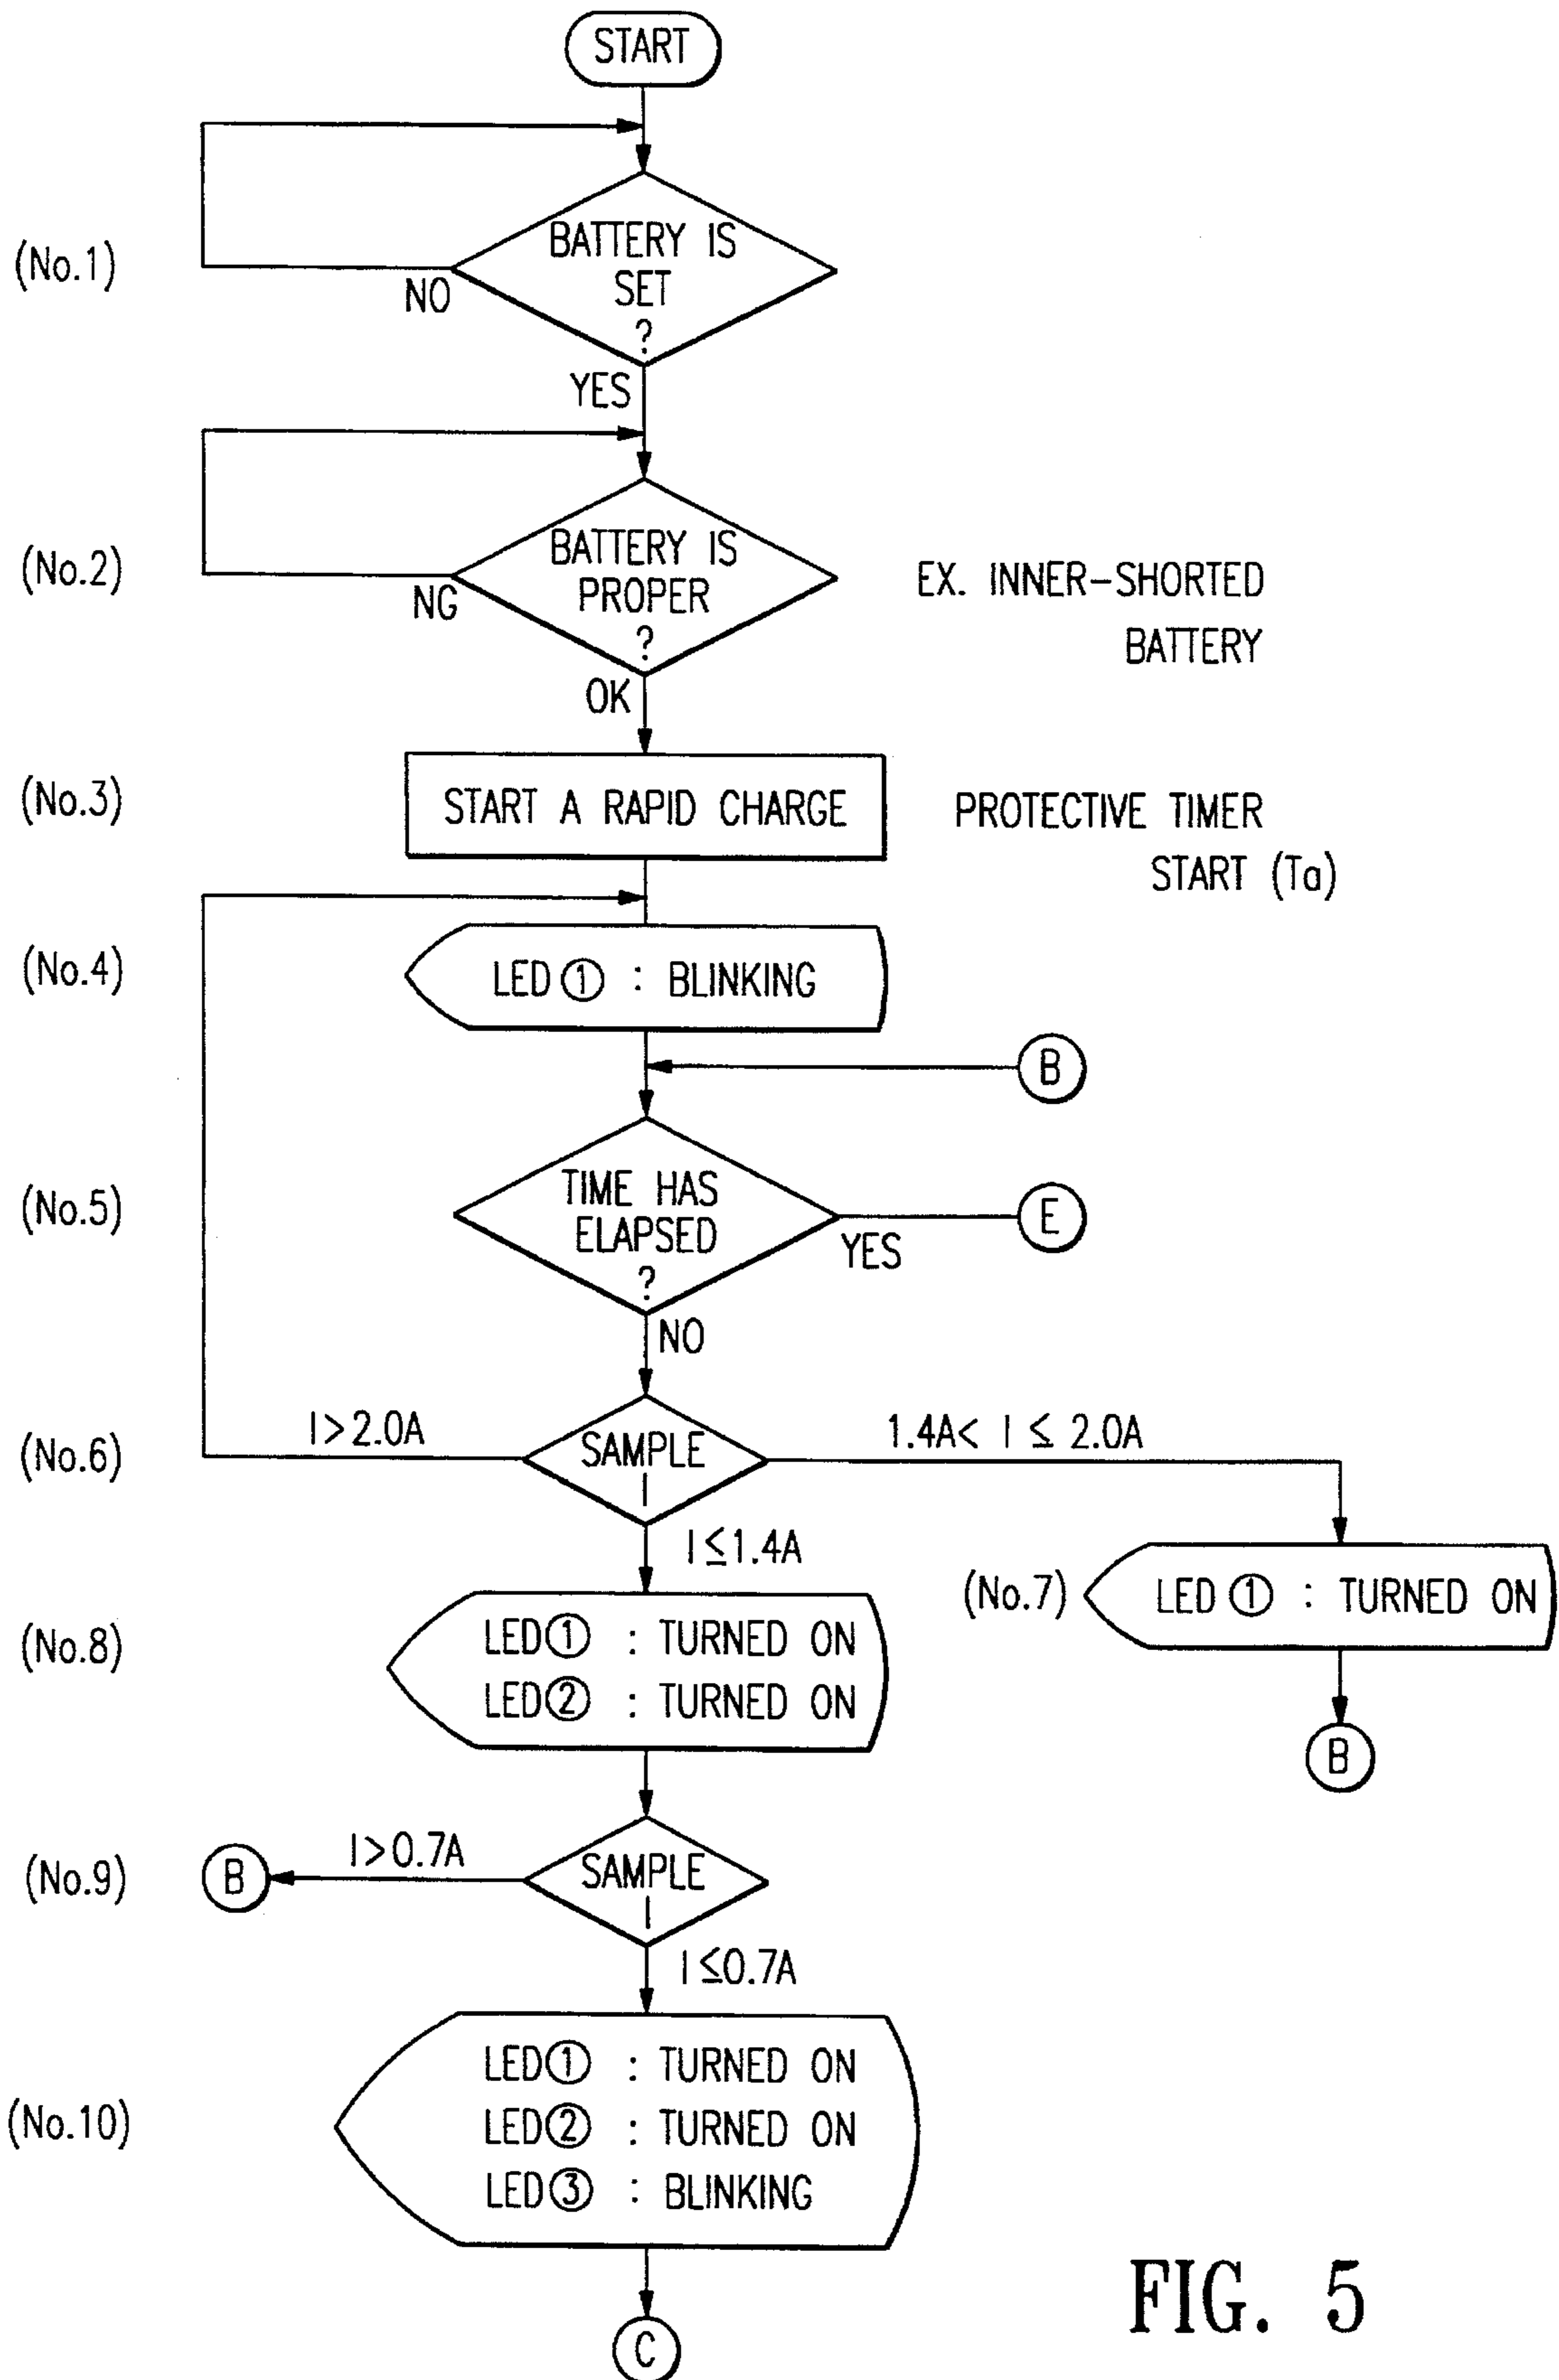 START
(No.1)
BATTERY IS
SET
?
NO
YES
(No.2)
BATTERY IS
PROPER
?
NG
OK
EX. INNER-SHORTED
BATTERY
(No.3)
START A RAPID CHARGE
PROTECTIVE TIMER
START (Ta)
(No.4)
LED ① : BLINKING
B
(No.5)
TIME HAS
ELAPSED
?
YES
E
NO
(No.6)
I>2.0A
SAMPLE
I
1.4A< I ≤ 2.0A
I≤1.4A
(No.7)
LED ① : TURNED ON
B
(No.8)
LED① : TURNED ON
LED② : TURNED ON
(No.9)
B
I>0.7A
SAMPLE
I
I≤0.7A
(No.10)
LED① : TURNED ON
LED② : TURNED ON
LED③ : BLINKING
C
FIG. 5